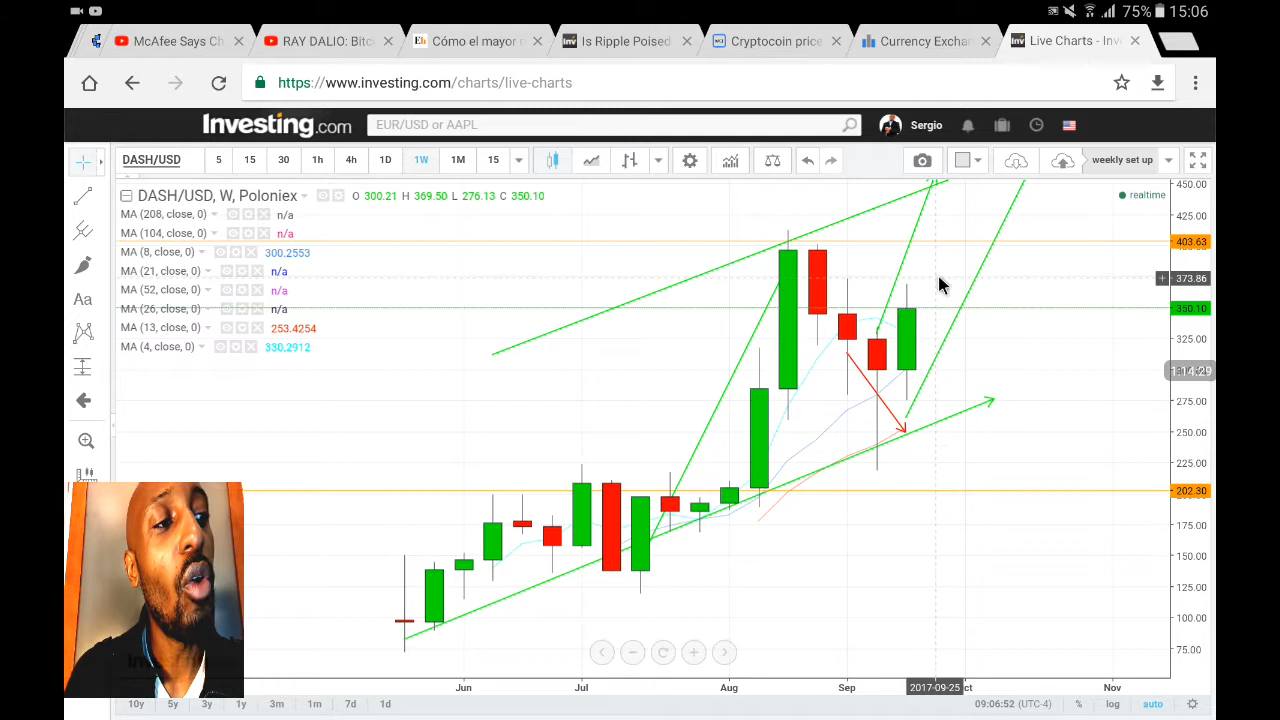 75% 15:06
McAfee Says Ch
RAY DALIO: Bitc
Cómo el mayor
Is Ripple Poised
Cryptocoin price
Currency Exchan
Live Charts - Inve
https://www.investing.com/charts/live-charts
Investing.com EUR/USD or AAPL Sergio
DASH/USD 5 15 30 1h 4h 1D 1W 1M 15 weekly set up
DASH/USD, W, Poloniex O 300.21 H 369.50 L 276.13 C 350.10 realtime
MA (208, close, 0) n/a
MA (104, close, 0) n/a
MA (8, close, 0) 300.2553
MA (21, close, 0) n/a
MA (52, close, 0) n/a
MA (26, close, 0) n/a
MA (13, close, 0) 253.4254
MA (4, close, 0) 330.2912
Aa
450.00
425.00
403.63
373.86
350.10
325.00
1:14:29
275.00
250.00
225.00
202.30
175.00
150.00
125.00
100.00
75.00
Jun Jul Aug Sep 2017-09-25 Nov
10y 5y 3y 1y 3m 1m 7d 1d 09:06:52 (UTC-4) % log auto